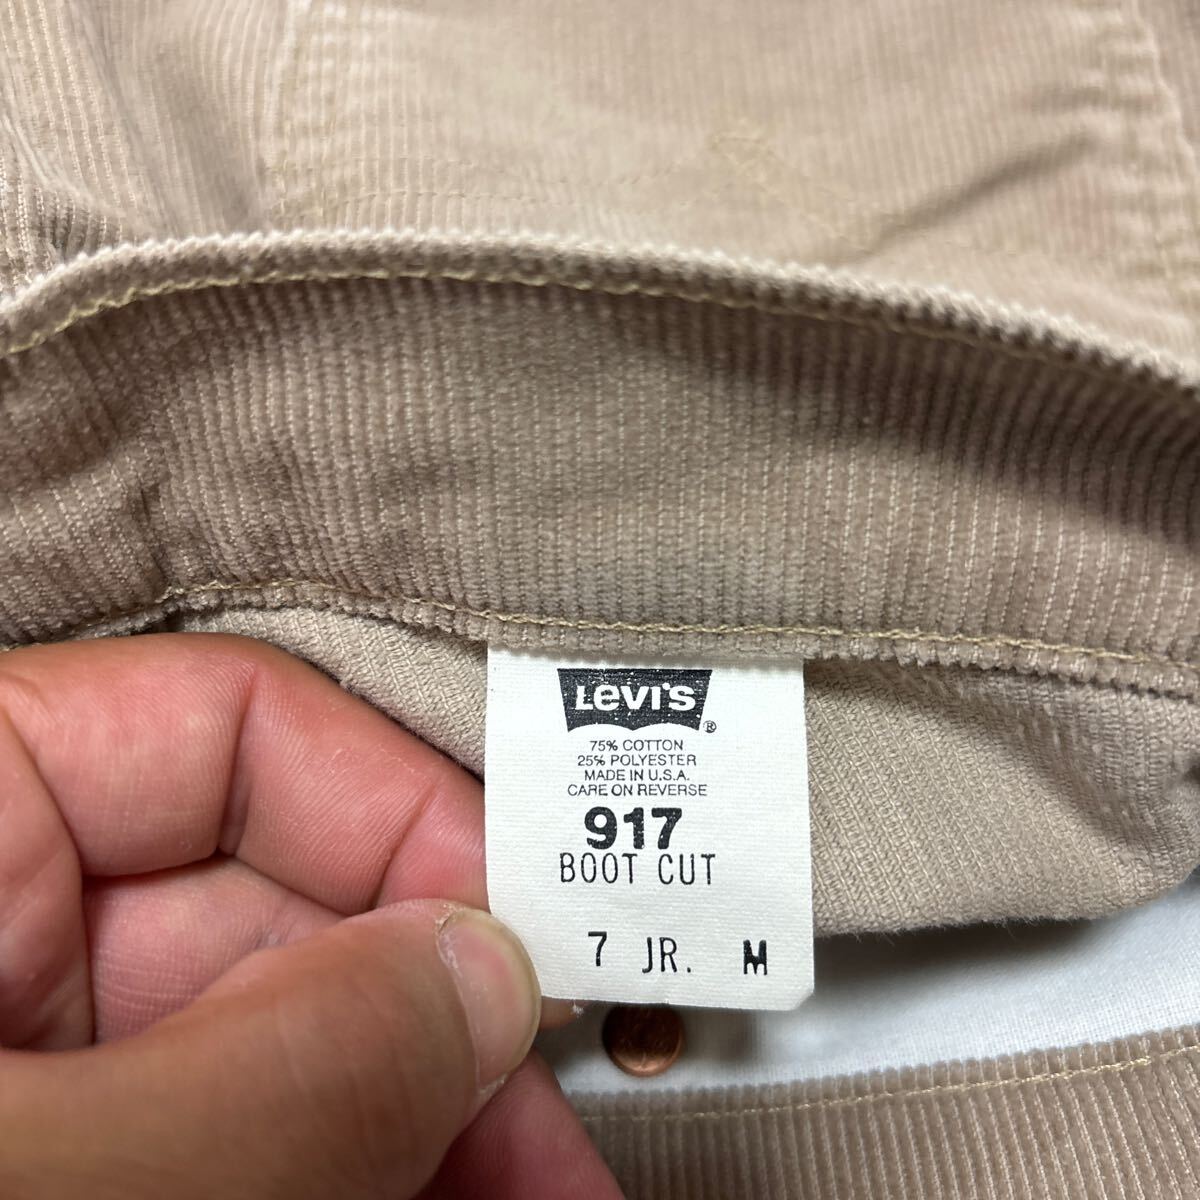 Levi's ®
75% COTTON
25% POLYESTER
MADE IN U.S.A.
CARE ON REVERSE
917
BOOT CUT
7 JR. M